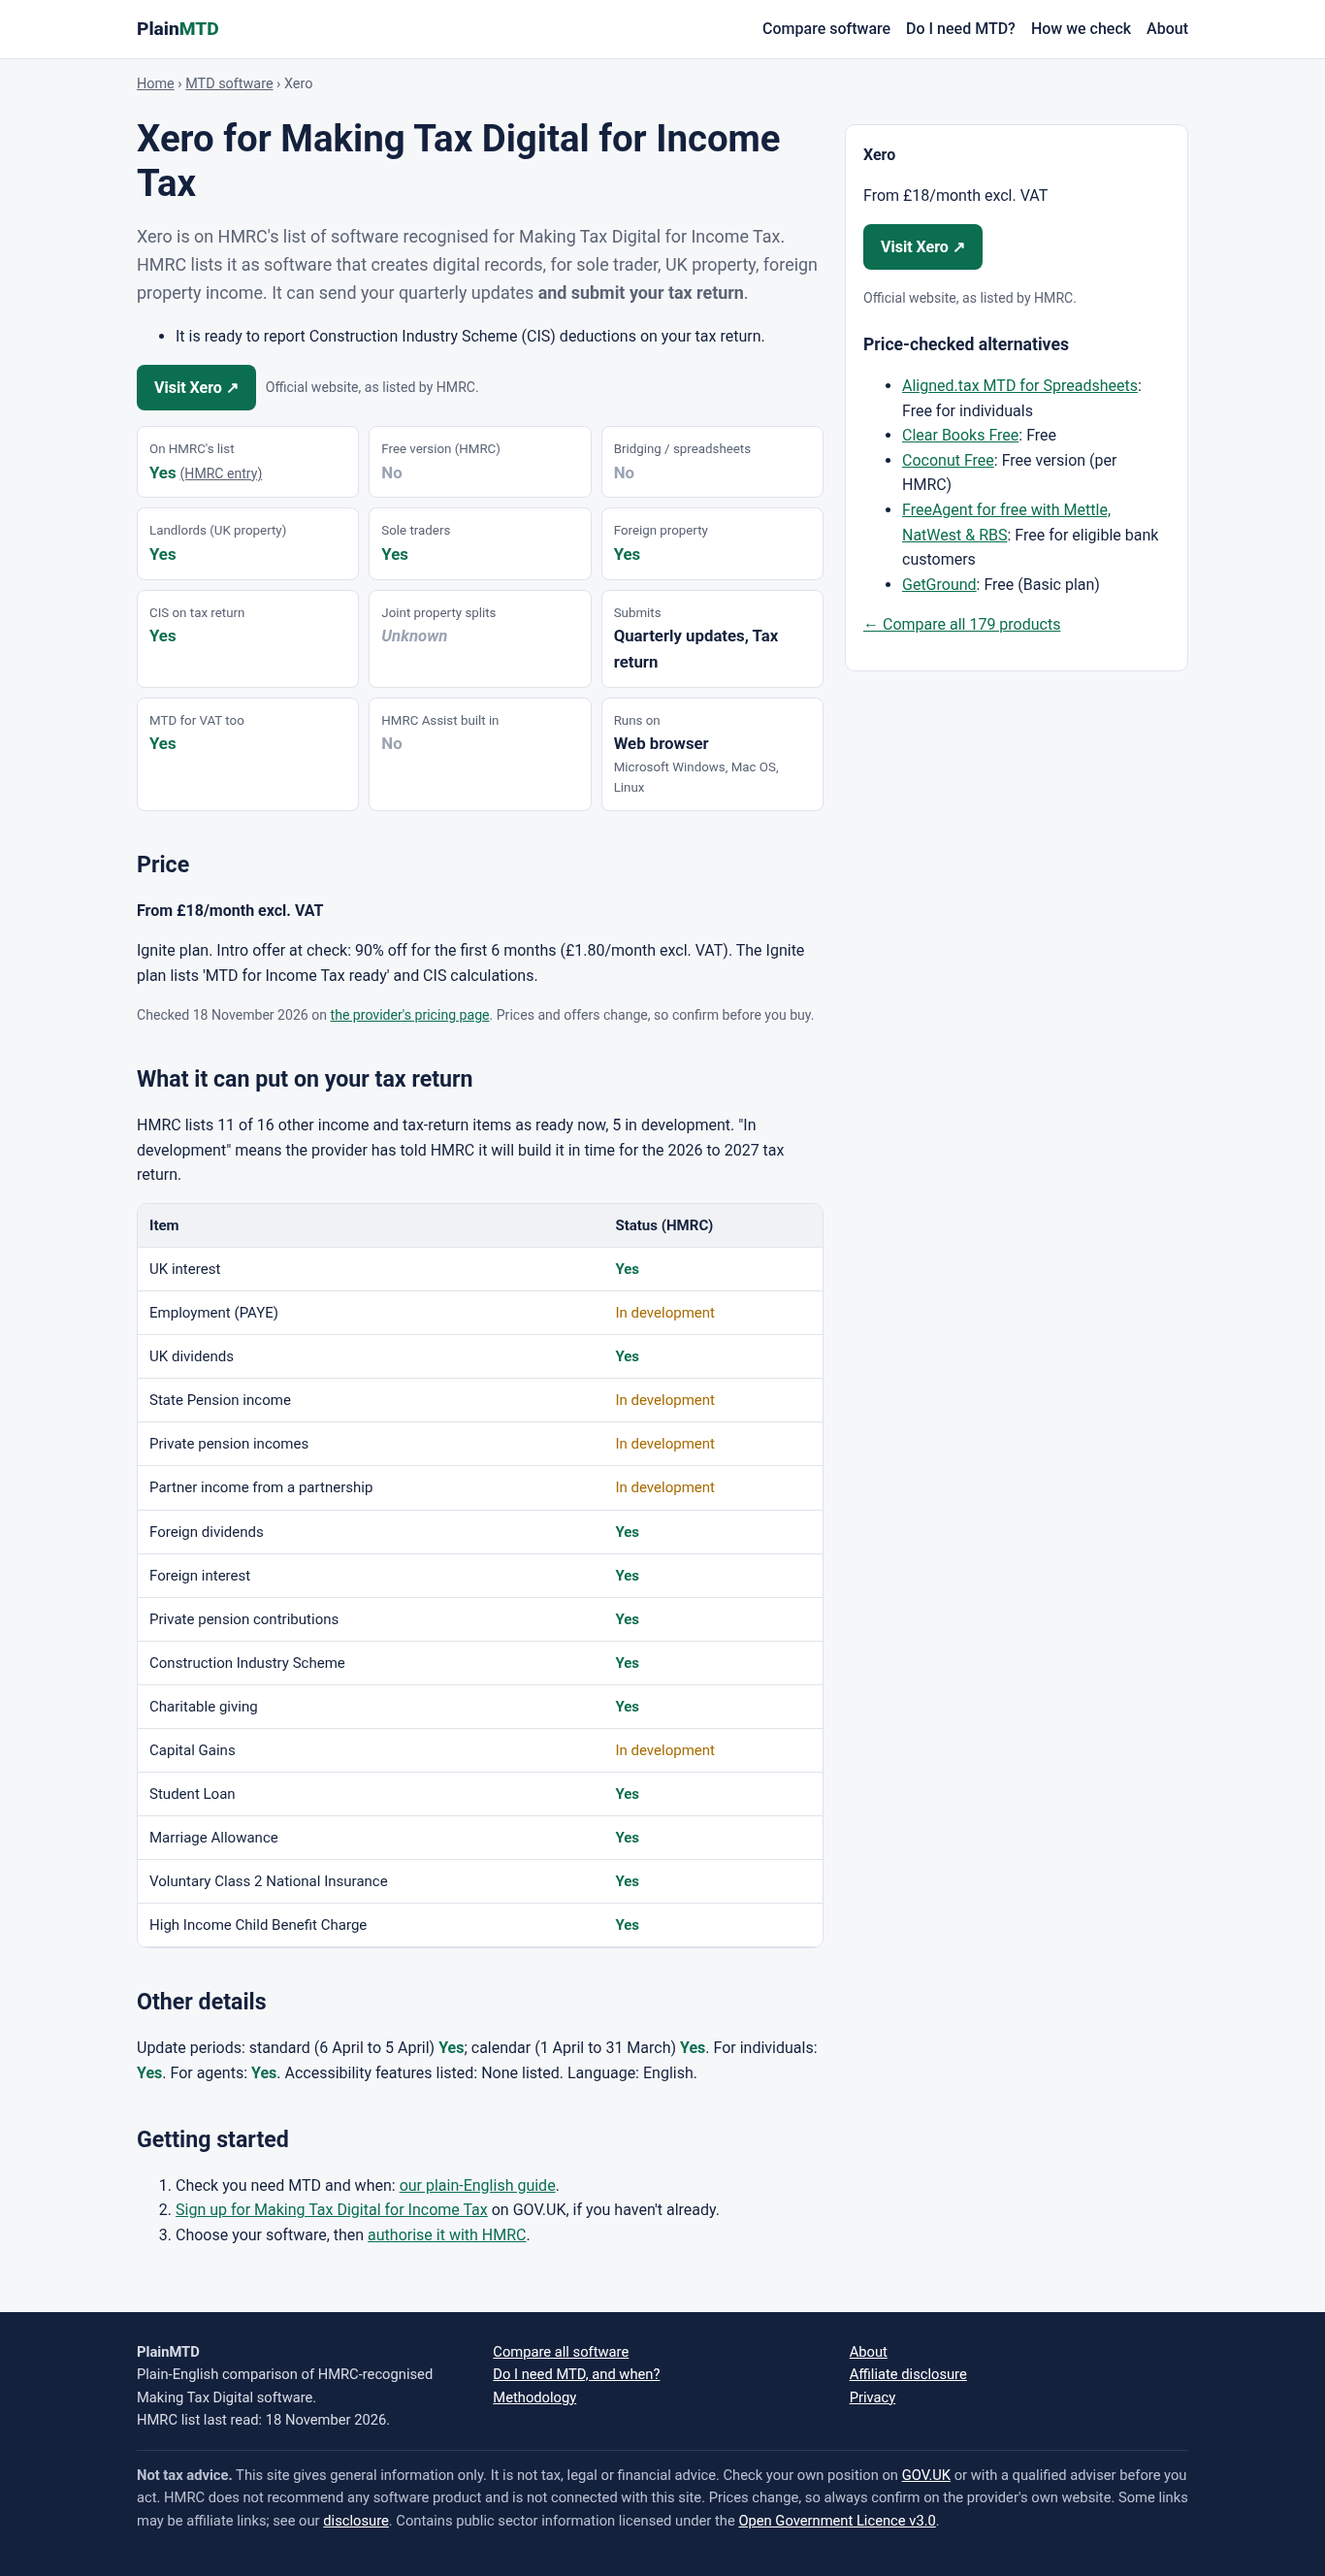 PlainMTD
Compare software Do I need MTD? How we check About
Home › MTD software › Xero
Xero for Making Tax Digital for Income
Tax
Xero is on HMRC's list of software recognised for Making Tax Digital for Income Tax.
HMRC lists it as software that creates digital records, for sole trader, UK property, foreign
property income. It can send your quarterly updates and submit your tax return.
• It is ready to report Construction Industry Scheme (CIS) deductions on your tax return.
Visit Xero ↗ Official website, as listed by HMRC.
On HMRC's list
Yes (HMRC entry)
Free version (HMRC)
No
Bridging / spreadsheets
No
Landlords (UK property)
Yes
Sole traders
Yes
Foreign property
Yes
CIS on tax return
Yes
Joint property splits
Unknown
Submits
Quarterly updates, Tax
return
MTD for VAT too
Yes
HMRC Assist built in
No
Runs on
Web browser
Microsoft Windows, Mac OS,
Linux
Price
From £18/month excl. VAT
Ignite plan. Intro offer at check: 90% off for the first 6 months (£1.80/month excl. VAT). The Ignite
plan lists 'MTD for Income Tax ready' and CIS calculations.
Checked 18 November 2026 on the provider's pricing page. Prices and offers change, so confirm before you buy.
What it can put on your tax return
HMRC lists 11 of 16 other income and tax-return items as ready now, 5 in development. "In
development" means the provider has told HMRC it will build it in time for the 2026 to 2027 tax
return.
Item Status (HMRC)
UK interest Yes
Employment (PAYE) In development
UK dividends Yes
State Pension income In development
Private pension incomes In development
Partner income from a partnership In development
Foreign dividends Yes
Foreign interest Yes
Private pension contributions Yes
Construction Industry Scheme Yes
Charitable giving Yes
Capital Gains In development
Student Loan Yes
Marriage Allowance Yes
Voluntary Class 2 National Insurance Yes
High Income Child Benefit Charge Yes
Other details
Update periods: standard (6 April to 5 April) Yes; calendar (1 April to 31 March) Yes. For individuals:
Yes. For agents: Yes. Accessibility features listed: None listed. Language: English.
Getting started
1. Check you need MTD and when: our plain-English guide.
2. Sign up for Making Tax Digital for Income Tax on GOV.UK, if you haven't already.
3. Choose your software, then authorise it with HMRC.
Xero
From £18/month excl. VAT
Visit Xero ↗
Official website, as listed by HMRC.
Price-checked alternatives
• Aligned.tax MTD for Spreadsheets:
Free for individuals
• Clear Books Free: Free
• Coconut Free: Free version (per
HMRC)
• FreeAgent for free with Mettle,
NatWest & RBS: Free for eligible bank
customers
• GetGround: Free (Basic plan)
← Compare all 179 products
PlainMTD
Plain-English comparison of HMRC-recognised
Making Tax Digital software.
HMRC list last read: 18 November 2026.
Compare all software
Do I need MTD, and when?
Methodology
About
Affiliate disclosure
Privacy
Not tax advice. This site gives general information only. It is not tax, legal or financial advice. Check your own position on GOV.UK or with a qualified adviser before you
act. HMRC does not recommend any software product and is not connected with this site. Prices change, so always confirm on the provider's own website. Some links
may be affiliate links; see our disclosure. Contains public sector information licensed under the Open Government Licence v3.0.